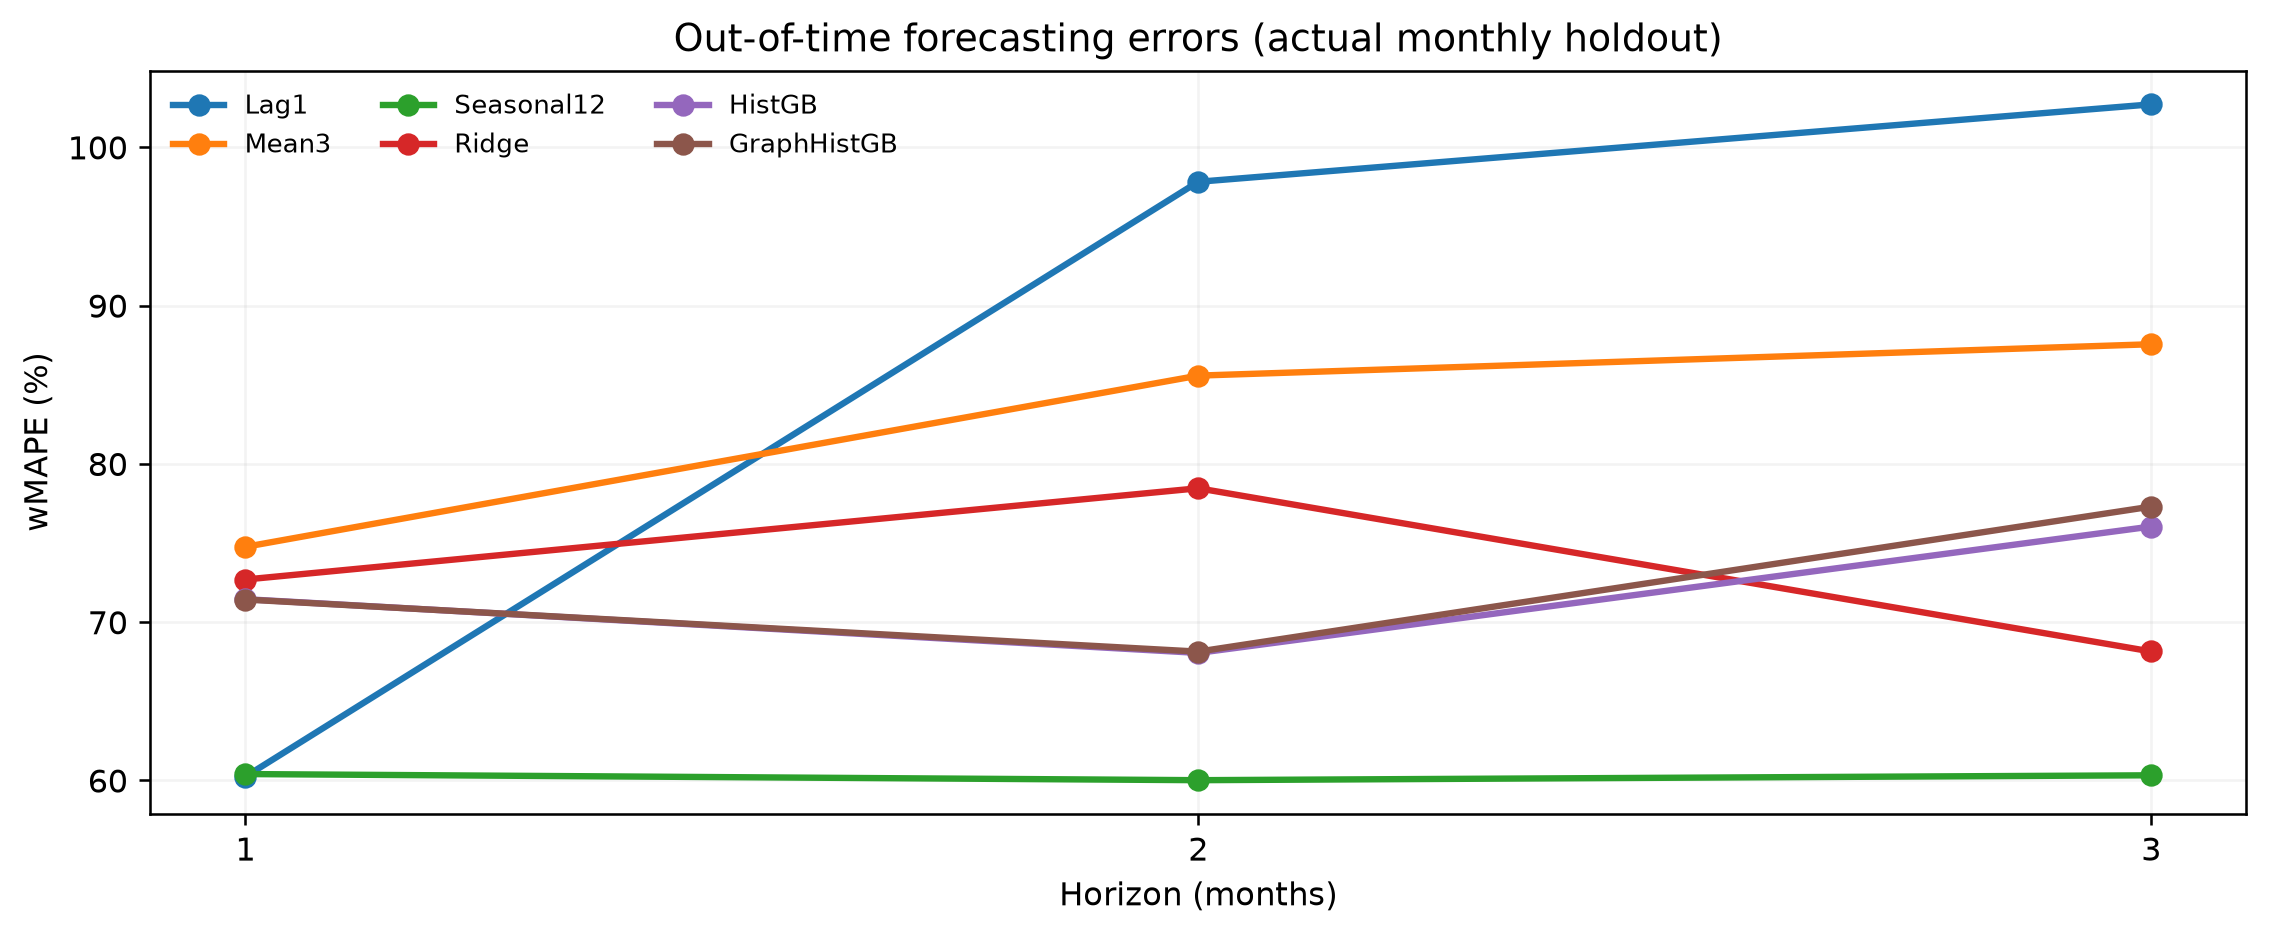 Out-of-time forecasting errors (actual monthly holdout)
Lag1 Seasonal12 HistGB
Mean3 Ridge GraphHistGB
100
90
80
70
60
wMAPE (%)
1 2 3
Horizon (months)